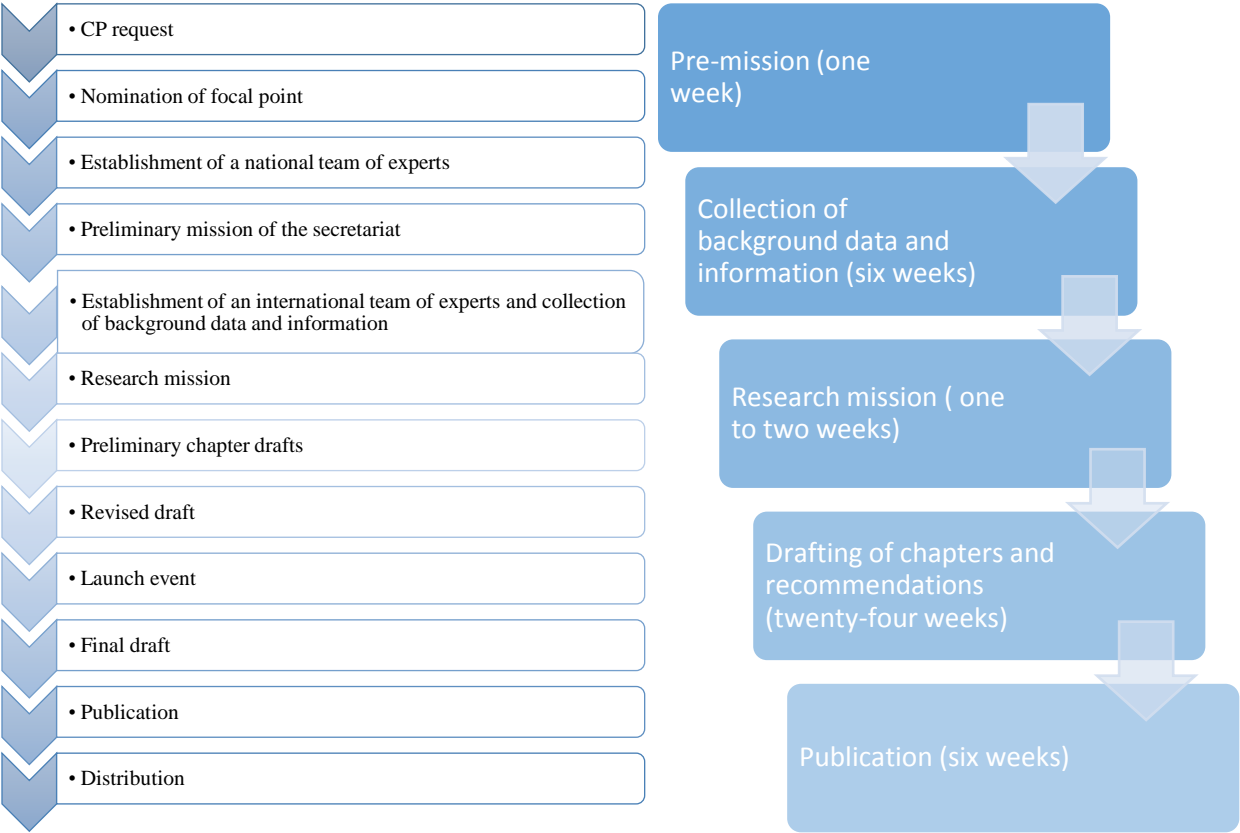 • CP request
• Nomination of focal point
• Establishment of a national team of experts
• Preliminary mission of the secretariat
• Establishment of an international team of experts and collection
of background data and information
• Research mission
• Preliminary chapter drafts
• Revised draft
• Launch event
• Final draft
• Publication
• Distribution
Pre-mission (one
week)
Collection of
background data and
information (six weeks)
Research mission ( one
to two weeks)
Drafting of chapters and
recommendations
(twenty-four weeks)
Publication (six weeks)